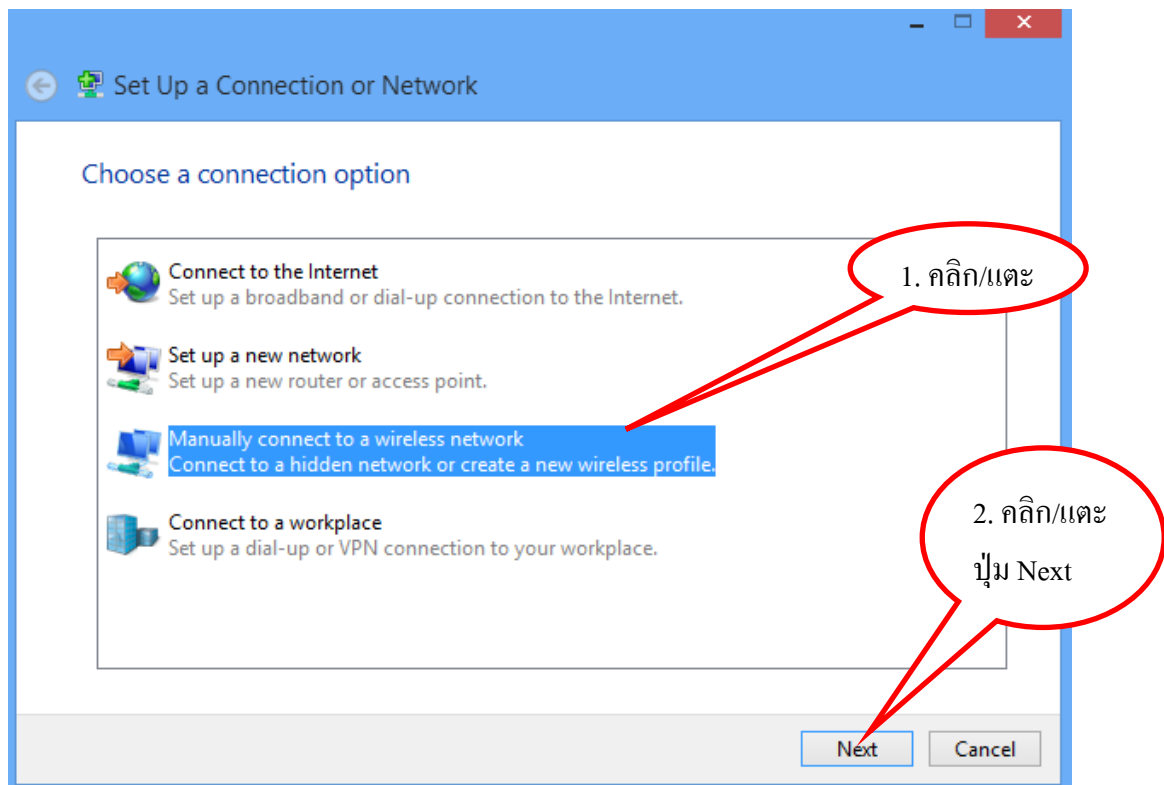 Set Up a Connection or Network
Choose a connection option
Connect to the Internet
Set up a broadband or dial-up connection to the Internet.
1. คลิก/แตะ
Set up a new network
Set up a new router or access point.
Manually connect to a wireless network
Connect to a hidden network or create a new wireless profile.
Connect to a workplace
Set up a dial-up or VPN connection to your workplace.
2. คลิก/แตะ
ปุ่ม Next
Next
Cancel